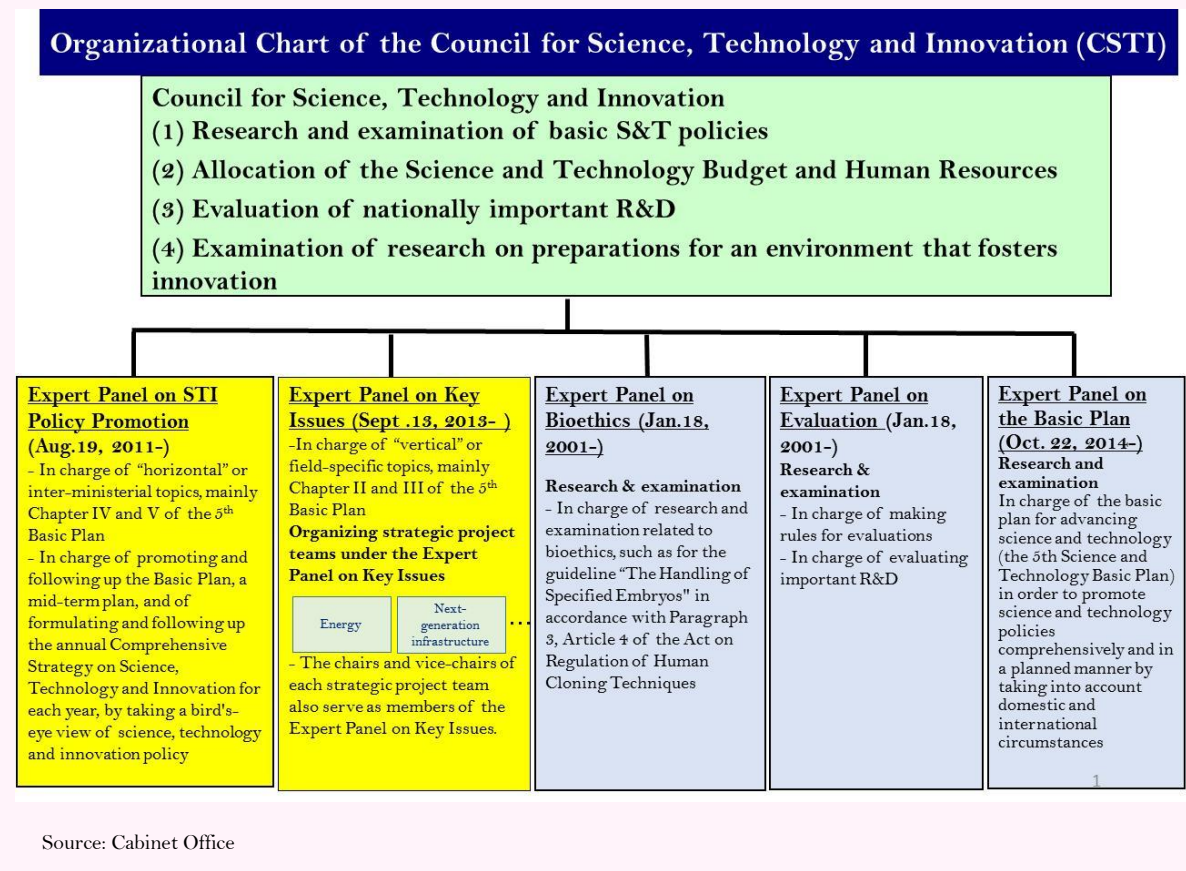 Organizational Chart of the Council for Science, Technology and Innovation (CSTI)
Council for Science, Technology and Innovation
(1) Research and examination of basic S&T policies
(2) Allocation of the Science and Technology Budget and Human Resources
(3) Evaluation of nationally important R&D
(4) Examination of research on preparations for an environment that fosters
innovation
Expert Panel on STI
Policy Promotion
(Aug.19, 2011-)
- In charge of “horizontal” or
inter-ministerial topics, mainly
Chapter IV and V of the 5th
Basic Plan
- In charge of promoting and
following up the Basic Plan, a
mid-term plan, and of
formulating and following up
the annual Comprehensive
Strategy on Science,
Technology and Innovation for
each year, by taking a bird's-
eye view of science, technology
and innovation policy
Expert Panel on Key
Issues (Sept .13, 2013- )
-In charge of “vertical” or
field-specific topics, mainly
Chapter II and III of the 5th
Basic Plan
Organizing strategic project
teams under the Expert
Panel on Key Issues
Energy
Next-
generation
infrastructure
...
- The chairs and vice-chairs of
each strategic project team
also serve as members of the
Expert Panel on Key Issues.
Expert Panel on
Bioethics (Jan.18,
2001-)
Research & examination
- In charge of research and
examination related to
bioethics, such as for the
guideline “The Handling of
Specified Embryos" in
accordance with Paragraph
3, Article 4 of the Act on
Regulation of Human
Cloning Techniques
Expert Panel on
Evaluation (Jan.18,
2001-)
Research &
examination
- In charge of making
rules for evaluations
- In charge of evaluating
important R&D
Expert Panel on
the Basic Plan
(Oct. 22, 2014-)
Research and
examination
In charge of the basic
plan for advancing
science and technology
(the 5th Science and
Technology Basic Plan)
in order to promote
science and technology
policies
comprehensively and in
a planned manner by
taking into account
domestic and
international
circumstances
1
Source: Cabinet Office